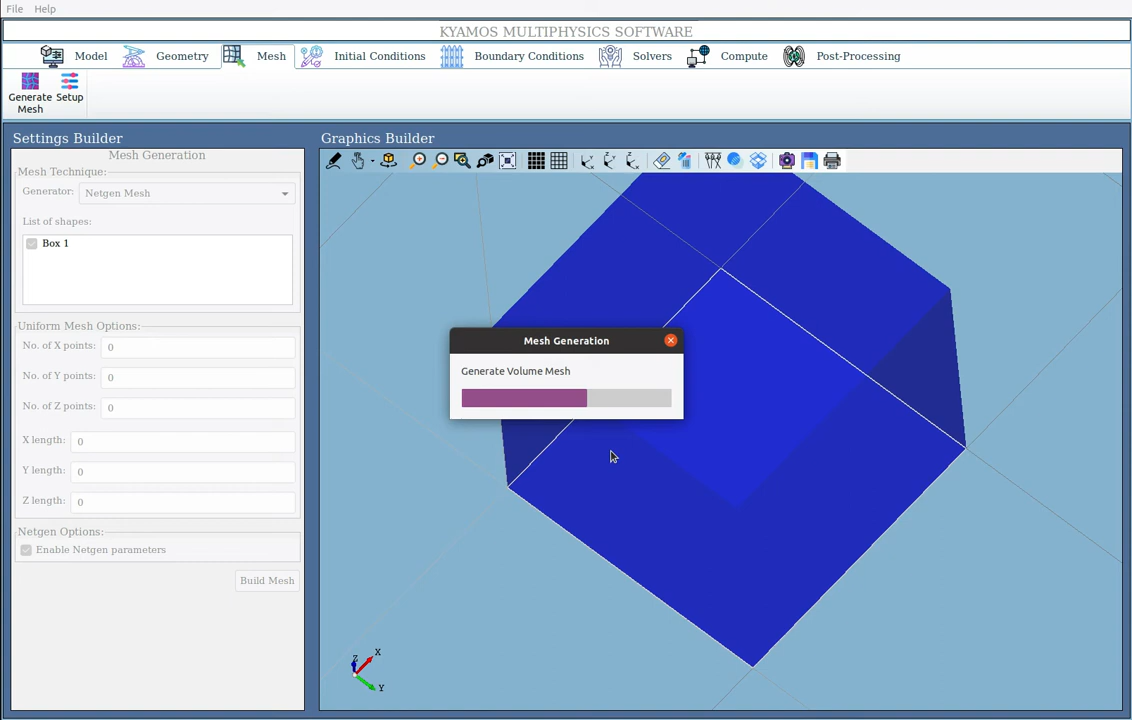 File Help
KYAMOS MULTIPHYSICS SOFTWARE
Model Geometry Mesh Initial Conditions Boundary Conditions Solvers Compute Post-Processing
Generate Setup
Mesh
Settings Builder
Graphics Builder
Mesh Generation
Mesh Technique:
Generator: Netgen Mesh
List of shapes:
Box 1
Uniform Mesh Options:
No. of X points: 0
No. of Y points: 0
No. of Z points: 0
X length: 0
Y length: 0
Z length: 0
Netgen Options:
Enable Netgen parameters
Build Mesh
Mesh Generation
Generate Volume Mesh
X
Z
Y